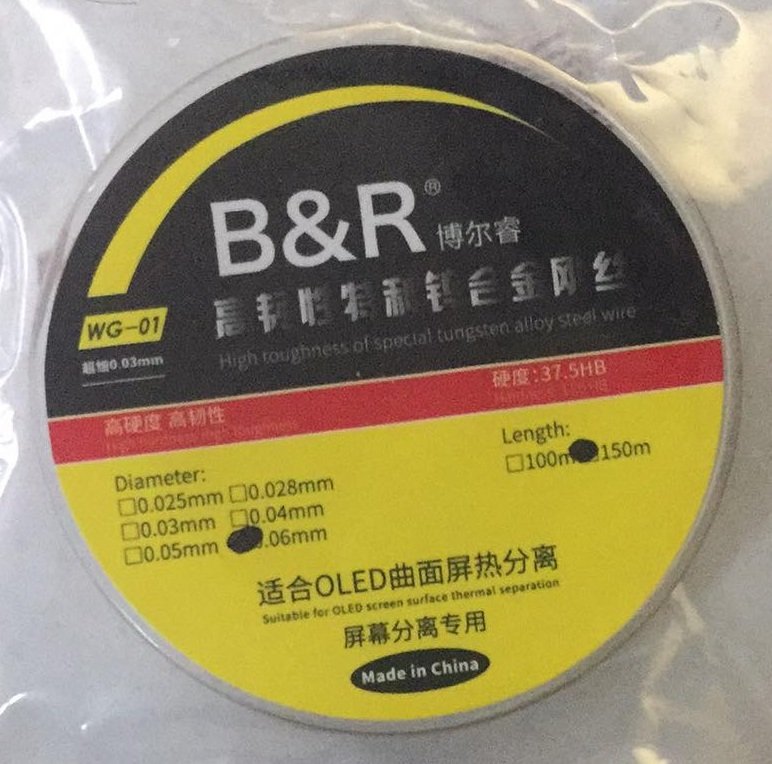 B&R® 博尔睿
高韧性特种钨合金钢丝
High toughness of special tungsten alloy steel wire
WG-01
超细0.03mm
高硬度 高韧性
硬度:37.5HB
Diameter:
□0.025mm □0.028mm
□0.03mm □0.04mm
□0.05mm 0.06mm
Length:
□100m □150m
适合OLED曲面屏热分离
Suitable for OLED screen surface thermal separation
屏幕分离专用
Made in China